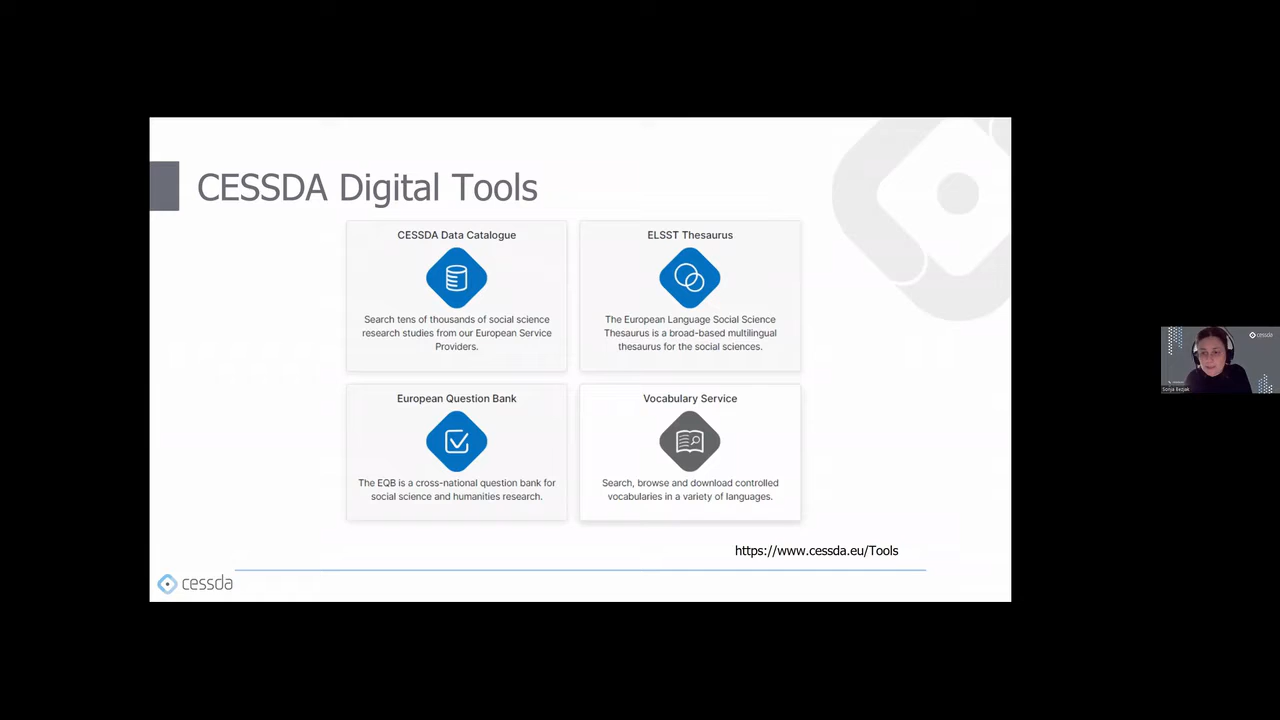 CESSDA Digital Tools
CESSDA Data Catalogue
Search tens of thousands of social science
research studies from our European Service
Providers.
ELSST Thesaurus
The European Language Social Science
Thesaurus is a broad-based multilingual
thesaurus for the social sciences.
European Question Bank
The EQB is a cross-national question bank for
social science and humanities research.
Vocabulary Service
Search, browse and download controlled
vocabularies in a variety of languages.
https://www.cessda.eu/Tools
cessda
cessda
Sonja Bezjak